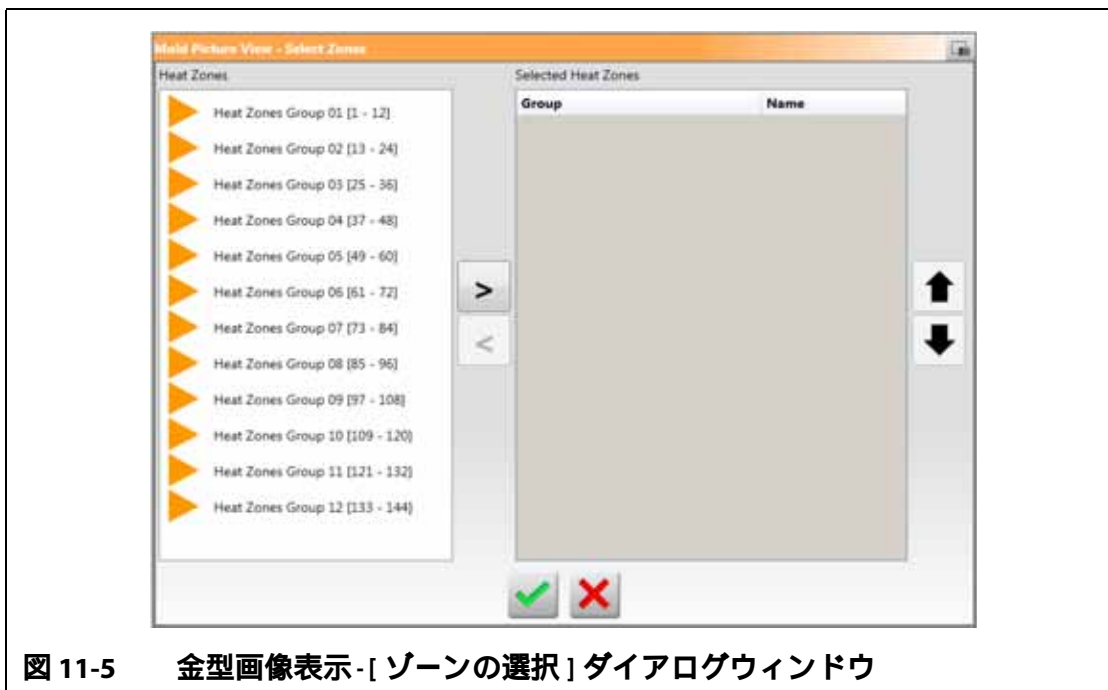 Mold Picture View - Select Zones
Heat Zones
Selected Heat Zones
Group Name
Heat Zones Group 01 [1 - 12]
Heat Zones Group 02 [13 - 24]
Heat Zones Group 03 [25 - 36]
Heat Zones Group 04 [37 - 48]
Heat Zones Group 05 [49 - 60]
Heat Zones Group 06 [61 - 72]
Heat Zones Group 07 [73 - 84]
Heat Zones Group 08 [85 - 96]
Heat Zones Group 09 [97 - 108]
Heat Zones Group 10 [109 - 120]
Heat Zones Group 11 [121 - 132]
Heat Zones Group 12 [133 - 144]
>
<
図 11-5 金型画像表示 - [ ゾーンの選択 ] ダイアログウィンドウ